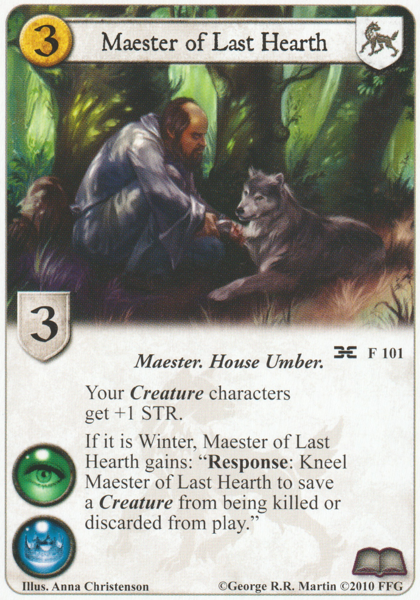 3
Maester of Last Hearth
3
Maester. House Umber.
F 101
Your Creature characters
get +1 STR.
If it is Winter, Maester of Last
Hearth gains: “Response: Kneel
Maester of Last Hearth to save
a Creature from being killed or
discarded from play.”
Illus. Anna Christenson
©George R.R. Martin ©2010 FFG